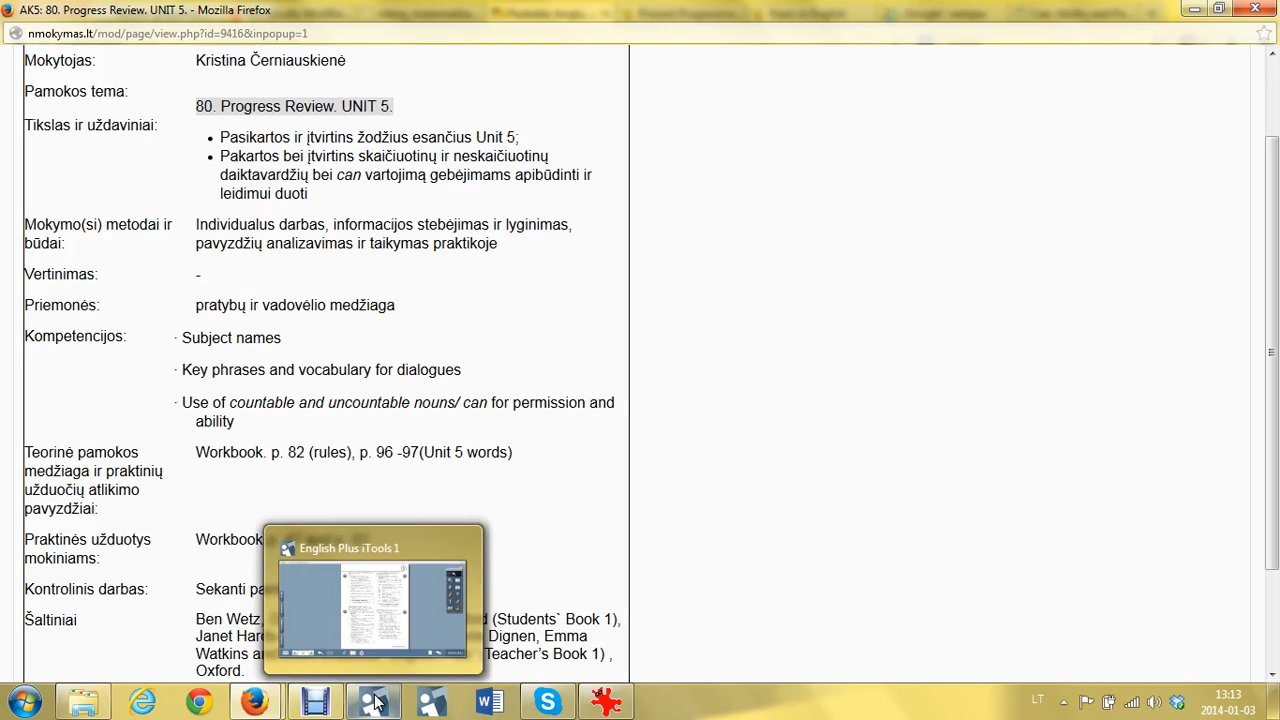 AK5: 80. Progress Review. UNIT 5. - Mozilla Firefox
nmokymas.lt/mod/page/view.php?id=9416&inpopup=1
Mokytojas: Kristina Černiauskienė
Pamokos tema:
80. Progress Review. UNIT 5.
Tikslas ir uždaviniai:
• Pasikartos ir įtvirtins žodžius esančius Unit 5;
• Pakartos bei įtvirtins skaičiuotinų ir neskaičiuotinų
daiktavardžių bei can vartojimą gebėjimams apibūdinti ir
leidimui duoti
Mokymo(si) metodai ir Individualus darbas, informacijos stebėjimas ir lyginimas,
būdai: pavyzdžių analizavimas ir taikymas praktikoje
Vertinimas: -
Priemonės: pratybų ir vadovėlio medžiaga
Kompetencijos: · Subject names
· Key phrases and vocabulary for dialogues
· Use of countable and uncountable nouns/ can for permission and
ability
Teorinė pamokos Workbook. p. 82 (rules), p. 96 -97(Unit 5 words)
medžiaga ir praktinių
užduočių atlikimo
pavyzdžiai:
Praktinės užduotys Workbook
mokiniams:
English Plus iTools 1
Kontrolinis darbas: Sekanti pa
Šaltiniai Ben Wetz d (Students` Book 1),
Janet Hard Dignen, Emma
Watkins an Teacher's Book 1) ,
Oxford.
LT 13:13
2014-01-03